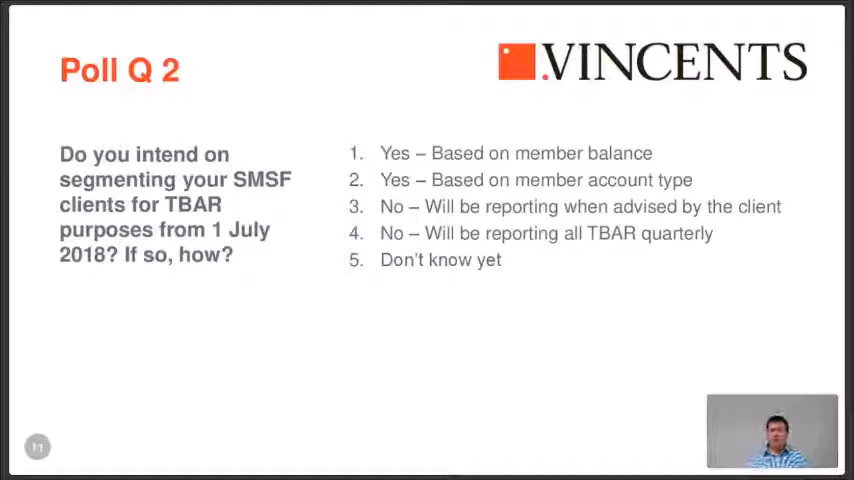 Poll Q 2
.VINCENTS
Do you intend on
segmenting your SMSF
clients for TBAR
purposes from 1 July
2018? If so, how?
1. Yes – Based on member balance
2. Yes – Based on member account type
3. No – Will be reporting when advised by the client
4. No – Will be reporting all TBAR quarterly
5. Don't know yet
11